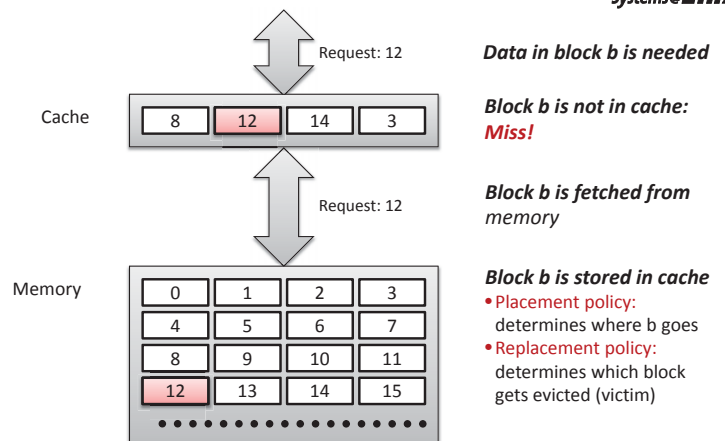 Request: 12
Data in block b is needed
Cache
8 12 14 3
Block b is not in cache:
Miss!
Request: 12
Block b is fetched from
memory
Memory
0 1 2 3
4 5 6 7
8 9 10 11
12 13 14 15
Block b is stored in cache
•Placement policy:
determines where b goes
•Replacement policy:
determines which block
gets evicted (victim)